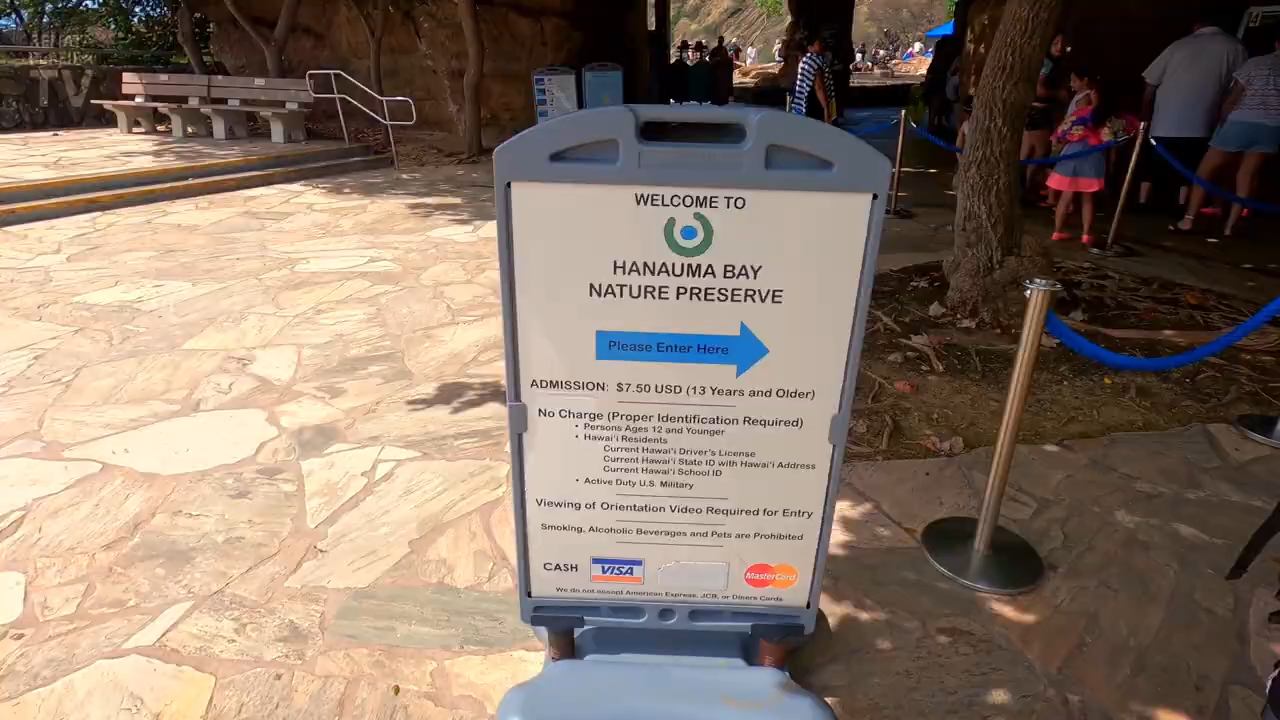 WELCOME TO
HANAUMA BAY
NATURE PRESERVE
Please Enter Here
ADMISSION: $7.50 USD (13 Years and Older)
No Charge (Proper Identification Required)
• Persons Ages 12 and Younger
• Hawai'i Residents
Current Hawai'i Driver's License
Current Hawai'i State ID with Hawai'i Address
Current Hawai'i School ID
• Active Duty U.S. Military
Viewing of Orientation Video Required for Entry
Smoking, Alcoholic Beverages and Pets are Prohibited
CASH VISA MasterCard
We do not accept American Express, JCB, or Diners Cards
4